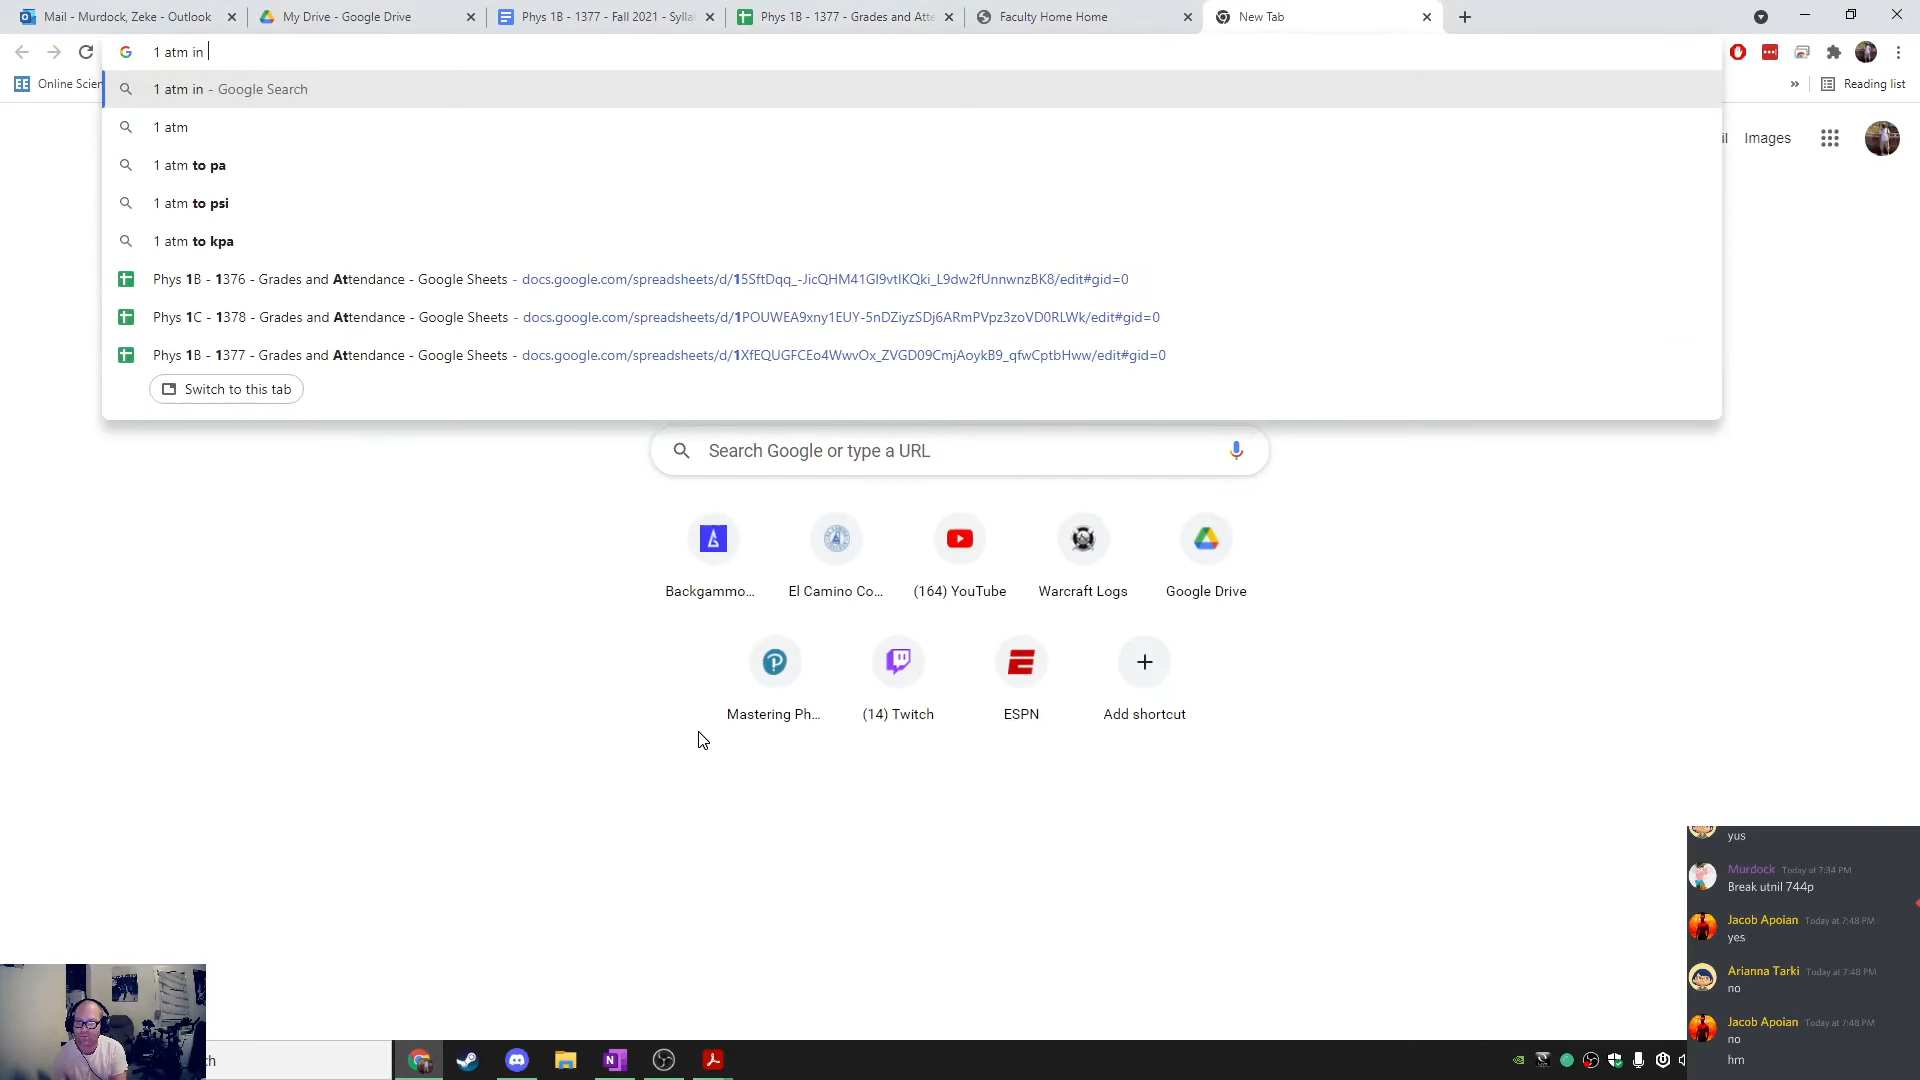 Mail - Murdock, Zeke - Outlook
My Drive - Google Drive
Phys 1B - 1377 - Fall 2021 - Sylla
Phys 1B - 1377 - Grades and Atte
Faculty Home Home
New Tab
1 atm in
Online Scien
Reading list
1 atm in - Google Search
1 atm
1 atm to pa
1 atm to psi
1 atm to kpa
Images
Phys 1B - 1376 - Grades and Attendance - Google Sheets - docs.google.com/spreadsheets/d/15SftDqq_-JicQHM41GI9vtIKQki_L9dw2fUnnwnzBK8/edit#gid=0
Phys 1C - 1378 - Grades and Attendance - Google Sheets - docs.google.com/spreadsheets/d/1POUWEA9xny1EUY-5nDZiyzSDj6ARmPVpz3zoVD0RLWk/edit#gid=0
Phys 1B - 1377 - Grades and Attendance - Google Sheets - docs.google.com/spreadsheets/d/1XfEQUGFCEo4WwvOx_ZVGD09CmjAoykB9_qfwCptbHww/edit#gid=0
Switch to this tab
Search Google or type a URL
Backgammo...
El Camino Co...
(164) YouTube
Warcraft Logs
Google Drive
Mastering Ph...
(14) Twitch
ESPN
Add shortcut
yus
Murdock Today at 7:34 PM
Break utnil 744p
Jacob Apoian Today at 7:48 PM
yes
Arianna Tarki Today at 7:48 PM
no
Jacob Apoian Today at 7:48 PM
no
hm
ch